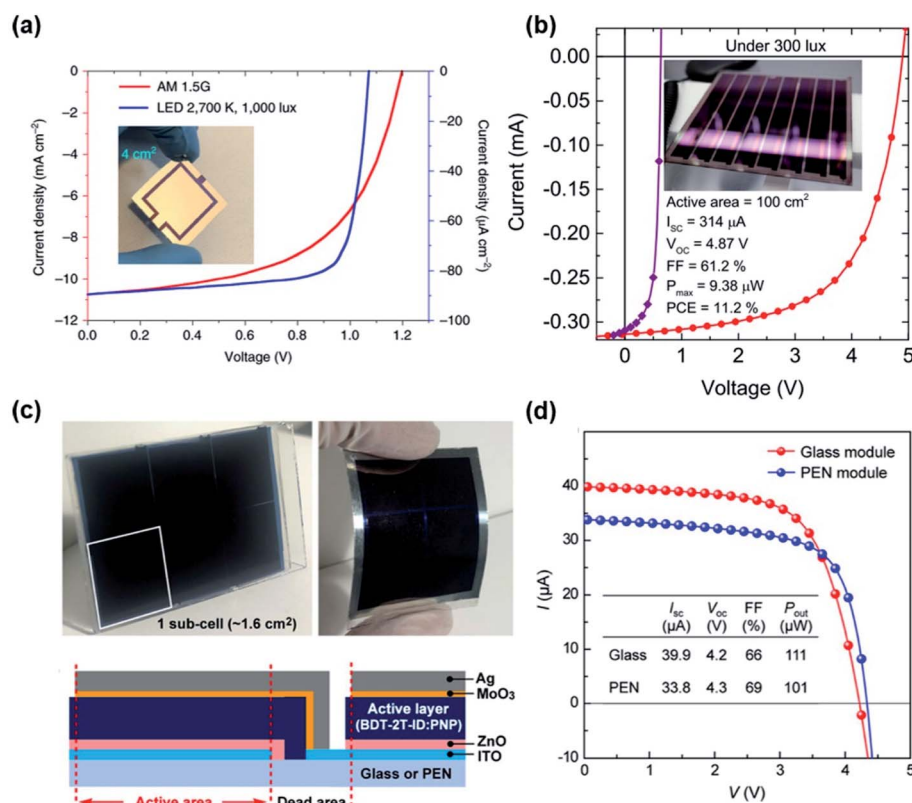 (a)
0
−2
−4
−6
−8
−10
−12
Current density (mA cm−2)
AM 1.5G
LED 2,700 K, 1,000 lux
4 cm2
0
−20
−40
−60
−80
−100
Current density (μA cm−2)
0.0 0.2 0.4 0.6 0.8 1.0 1.2
Voltage (V)
(b)
0.00
-0.05
-0.10
-0.15
-0.20
-0.25
-0.30
Current (mA)
Under 300 lux
Active area = 100 cm2
ISC = 314 μA
VOC = 4.87 V
FF = 61.2 %
Pmax = 9.38 μW
PCE = 11.2 %
0 1 2 3 4 5
Voltage (V)
(c)
1 sub-cell (~1.6 cm2)
Ag
MoO3
Active layer
(BDT-2T-ID:PNP)
ZnO
ITO
Glass or PEN
Active area Dead area
(d)
Glass module
PEN module
40
30
20
10
0
-10
I (μA)
Isc Voc FF Pout
(μA) (V) (%) (μW)
Glass 39.9 4.2 66 111
PEN 33.8 4.3 69 101
0 1 2 3 4 5
V (V)